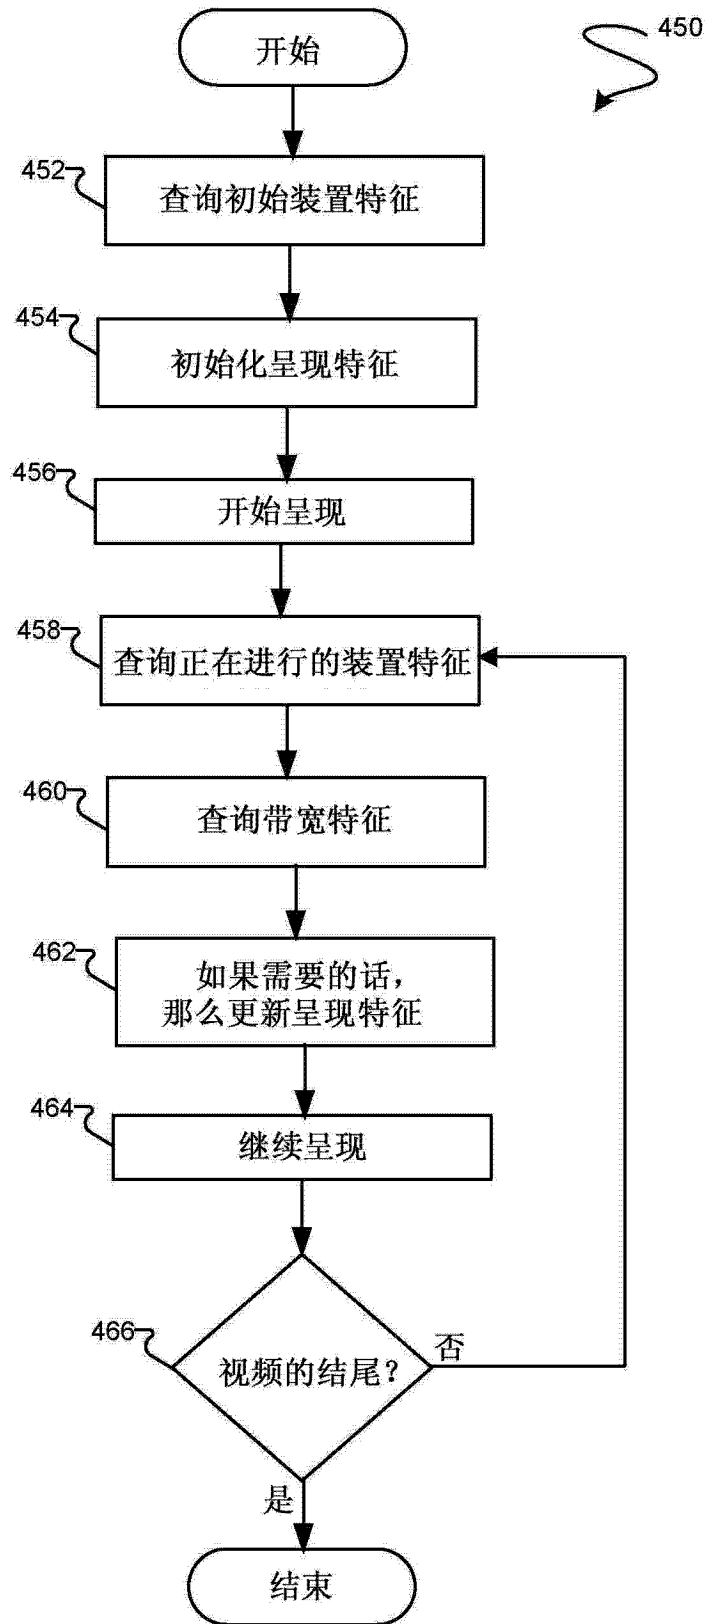 450
开始
452
查询初始装置特征
454
初始化呈现特征
456
开始呈现
458
查询正在进行的装置特征
460
查询带宽特征
462
如果需要的话，
那么更新呈现特征
464
继续呈现
466
视频的结尾？
否
是
结束